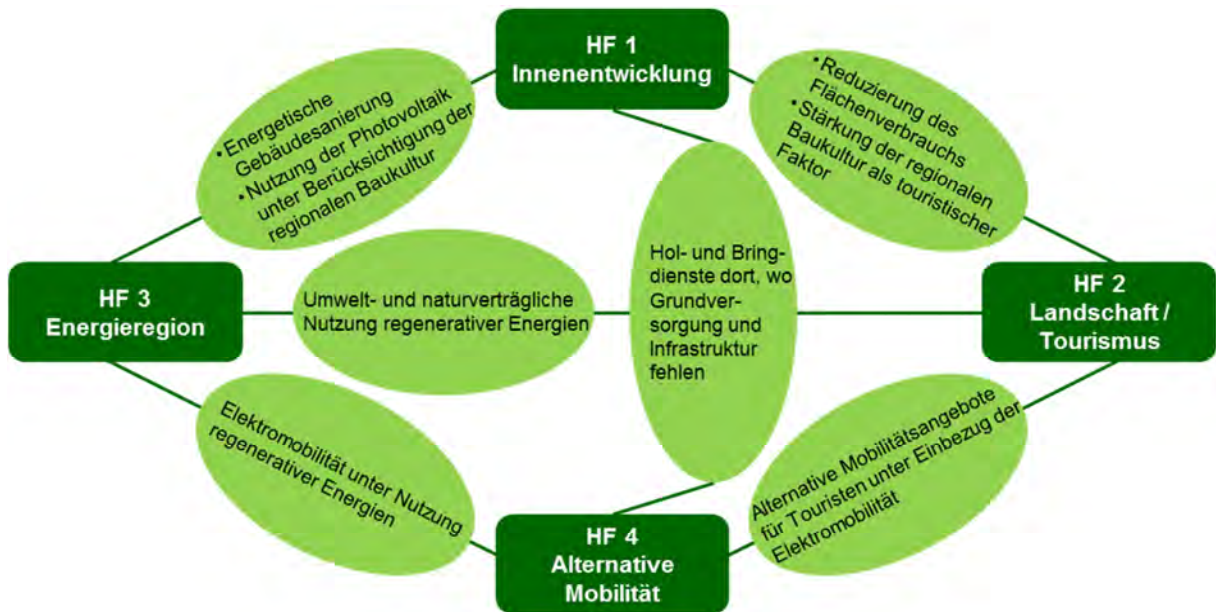 HF 1
Innenentwicklung
• Energetische
Gebäudesanierung
• Nutzung der Photovoltaik
unter Berücksichtigung der
regionalen Baukultur
• Reduzierung des
Flächenverbrauchs
• Stärkung der regionalen
Baukultur als touristischer
Faktor
HF 3
Energieregion
Umwelt- und naturverträgliche
Nutzung regenerativer Energien
Hol- und Bring-
dienste dort, wo
Grundver-
sorgung und
Infrastruktur
fehlen
HF 2
Landschaft /
Tourismus
Elektromobilität unter Nutzung
regenerativer Energien
Alternative Mobilitätsangebote
für Touristen unter Einbezug der
Elektromobilität
HF 4
Alternative
Mobilität